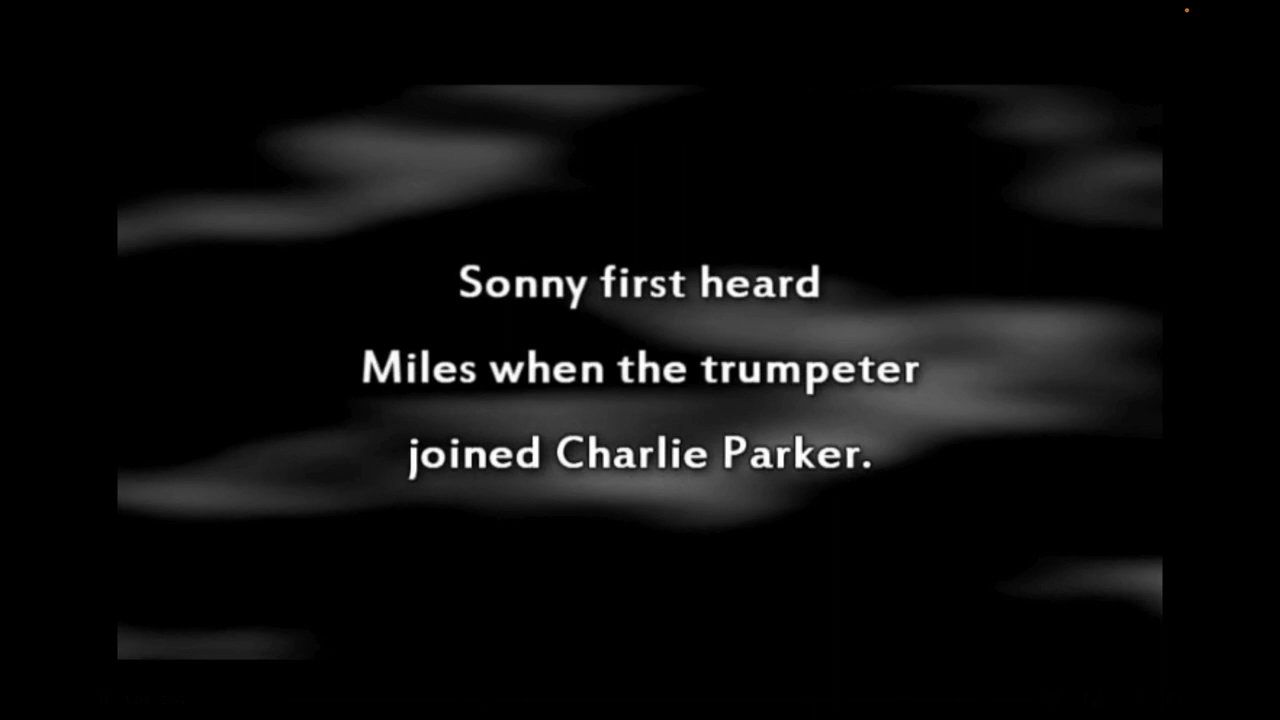 Sonny first heard
Miles when the trumpeter
joined Charlie Parker.